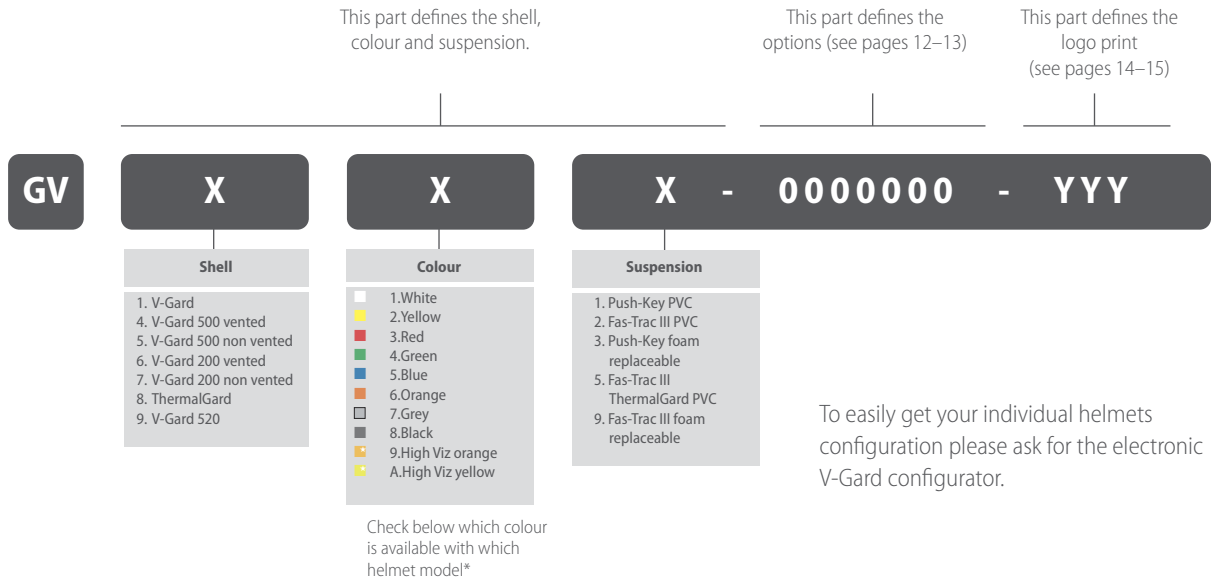 This part defines the shell,
colour and suspension.
This part defines the
options (see pages 12–13)
This part defines the
logo print
(see pages 14–15)
GV
X
X
X - 0000000 - YYY
Shell
1. V-Gard
4. V-Gard 500 vented
5. V-Gard 500 non vented
6. V-Gard 200 vented
7. V-Gard 200 non vented
8. ThermalGard
9. V-Gard 520
Colour
1.White
2.Yellow
3.Red
4.Green
5.Blue
6.Orange
7.Grey
8.Black
9.High Viz orange
A.High Viz yellow
Check below which colour
is available with which
helmet model*
Suspension
1. Push-Key PVC
2. Fas-Trac III PVC
3. Push-Key foam
replaceable
5. Fas-Trac III
ThermalGard PVC
9. Fas-Trac III foam
replaceable
To easily get your individual helmets
configuration please ask for the electronic
V-Gard configurator.